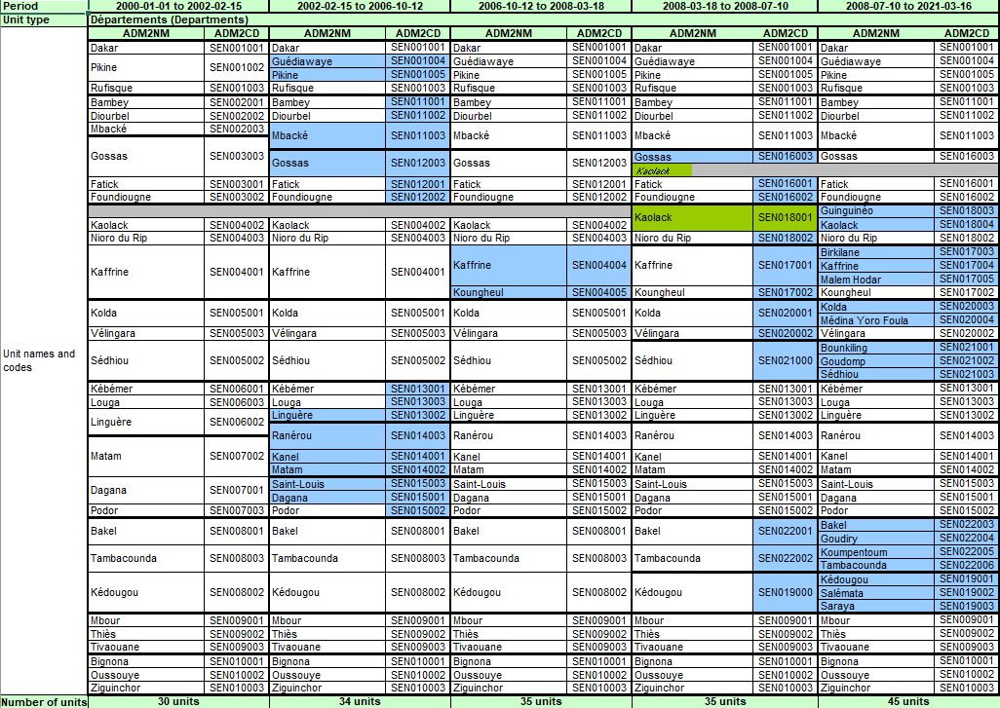 Period 2000-01-01 to 2002-02-15 2002-02-15 to 2006-10-12 2006-10-12 to 2008-03-18 2008-03-18 to 2008-07-10 2008-07-10 to 2021-03-16
Unit type Départements (Departments)
ADM2NM ADM2CD ADM2NM ADM2CD ADM2NM ADM2CD ADM2NM ADM2CD ADM2NM ADM2CD
Dakar SEN001001 Dakar SEN001001 Dakar SEN001001 Dakar SEN001001 Dakar SEN001001
Guédiawaye SEN001004 Guédiawaye SEN001004 Guédiawaye SEN001004 Guédiawaye SEN001004
Pikine SEN001002 Pikine SEN001005 Pikine SEN001005 Pikine SEN001005 Pikine SEN001005
Rufisque SEN001003 Rufisque SEN001003 Rufisque SEN001003 Rufisque SEN001003 Rufisque SEN001003
Bambey SEN002001 Bambey SEN011001 Bambey SEN011001 Bambey SEN011001 Bambey SEN011001
Diourbel SEN002002 Diourbel SEN011002 Diourbel SEN011002 Diourbel SEN011002 Diourbel SEN011002
Mbacké SEN002003 Mbacké SEN011003 Mbacké SEN011003 Mbacké SEN011003 Mbacké SEN011003
Gossas SEN003003 Gossas SEN012003 Gossas SEN012003 Gossas SEN016003 Gossas SEN016003
Kaolack
Fatick SEN003001 Fatick SEN012001 Fatick SEN012001 Fatick SEN016001 Fatick SEN016001
Foundiougne SEN003002 Foundiougne SEN012002 Foundiougne SEN012002 Foundiougne SEN016002 Foundiougne SEN016002
Kaolack SEN018001 Guinguinéo SEN018003
Kaolack SEN004002 Kaolack SEN004002 Kaolack SEN004002 Kaolack SEN018004
Nioro du Rip SEN004003 Nioro du Rip SEN004003 Nioro du Rip SEN004003 Nioro du Rip SEN018002 Nioro du Rip SEN018002
Birkilane SEN017003
Kaffrine SEN004001 Kaffrine SEN004001 Kaffrine SEN004004 Kaffrine SEN017001 Kaffrine SEN017004
Malem Hodar SEN017005
Koungheul SEN004005 Koungheul SEN017002 Koungheul SEN017002
Kolda SEN005001 Kolda SEN005001 Kolda SEN005001 Kolda SEN020001 Kolda SEN020003
Médina Yoro Foula SEN020004
Vélingara SEN005003 Vélingara SEN005003 Vélingara SEN005003 Vélingara SEN020002 Vélingara SEN020002
Bounkiling SEN021001
Unit names and codes
Sédhiou SEN005002 Sédhiou SEN005002 Sédhiou SEN005002 Sédhiou SEN021000 Goudomp SEN021002
Sédhiou SEN021003
Kébémer SEN006001 Kébémer SEN013001 Kébémer SEN013001 Kébémer SEN013001 Kébémer SEN013001
Louga SEN006003 Louga SEN013003 Louga SEN013003 Louga SEN013003 Louga SEN013003
Linguère SEN006002 Linguère SEN013002 Linguère SEN013002 Linguère SEN013002 Linguère SEN013002
Ranérou SEN014003 Ranérou SEN014003 Ranérou SEN014003 Ranérou SEN014003
Matam SEN007002 Kanel SEN014001 Kanel SEN014001 Kanel SEN014001 Kanel SEN014001
Matam SEN014002 Matam SEN014002 Matam SEN014002 Matam SEN014002
Dagana SEN007001 Saint-Louis SEN015003 Saint-Louis SEN015003 Saint-Louis SEN015003 Saint-Louis SEN015003
Dagana SEN015001 Dagana SEN015001 Dagana SEN015001 Dagana SEN015001
Podor SEN007003 Podor SEN015002 Podor SEN015002 Podor SEN015002 Podor SEN015002
Bakel SEN008001 Bakel SEN008001 Bakel SEN008001 Bakel SEN022001 Bakel SEN022003
Goudiry SEN022004
Tambacounda SEN008003 Tambacounda SEN008003 Tambacounda SEN008003 Tambacounda SEN022002 Koumpentoum SEN022005
Tambacounda SEN022006
Kédougou SEN019001
Kédougou SEN008002 Kédougou SEN008002 Kédougou SEN008002 Kédougou SEN019000 Salémata SEN019002
Saraya SEN019003
Mbour SEN009001 Mbour SEN009001 Mbour SEN009001 Mbour SEN009001 Mbour SEN009001
Thiès SEN009002 Thiès SEN009002 Thiès SEN009002 Thiès SEN009002 Thiès SEN009002
Tivaouane SEN009003 Tivaouane SEN009003 Tivaouane SEN009003 Tivaouane SEN009003 Tivaouane SEN009003
Bignona SEN010001 Bignona SEN010001 Bignona SEN010001 Bignona SEN010001 Bignona SEN010001
Oussouye SEN010002 Oussouye SEN010002 Oussouye SEN010002 Oussouye SEN010002 Oussouye SEN010002
Ziguinchor SEN010003 Ziguinchor SEN010003 Ziguinchor SEN010003 Ziguinchor SEN010003 Ziguinchor SEN010003
Number of units 30 units 34 units 35 units 35 units 45 units